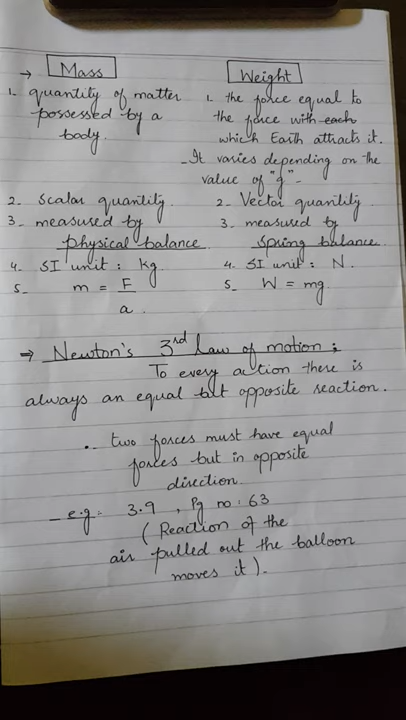 → Mass
1. quantity of matter
possessed by a
body.
2. Scalar quantity.
3- measured by
physical balance
4. SI unit : kg
5_ m = F
a.
Weight
1. the force equal to
the force with each
which Earth attracts it.
-It varies depending on the
value of "g"-
2- Vector quantity.
3. measured by
spring balance.
4. SI unit : N.
5_ W = mg.
→ Newton's 3rd Law of motion :
To every action there is
always an equal but opposite reaction.
.. two forces must have equal
forces but in opposite
direction.
- e.g:- 3.9 , Pg no: 63
( Reaction of the
air pulled out the balloon
moves it ).